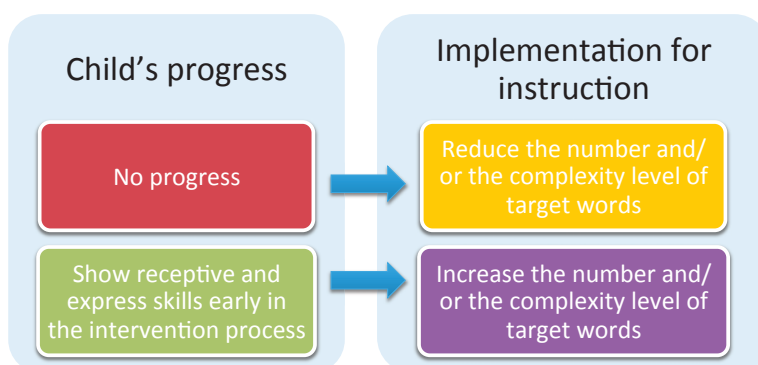 Child's progress
Implementation for
instruction
No progress
Reduce the number and/
or the complexity level of
target words
Show receptive and
express skills early in
the intervention process
Increase the number and/
or the complexity level of
target words